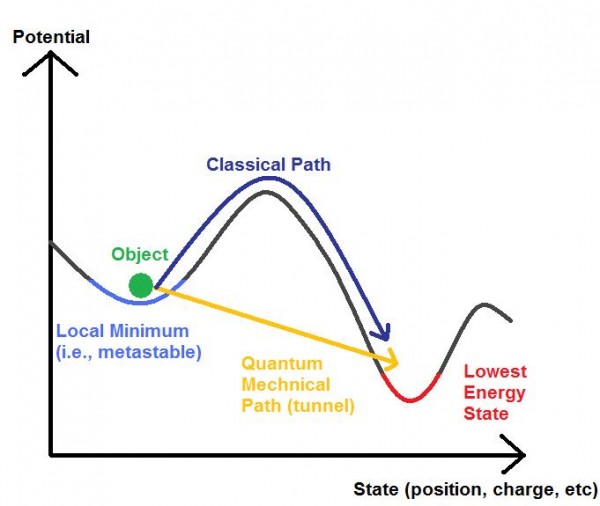 Potential
Classical Path
Object
Local Minimum
(i.e., metastable)
Quantum
Mechnical
Path (tunnel)
Lowest
Energy
State
State (position, charge, etc)